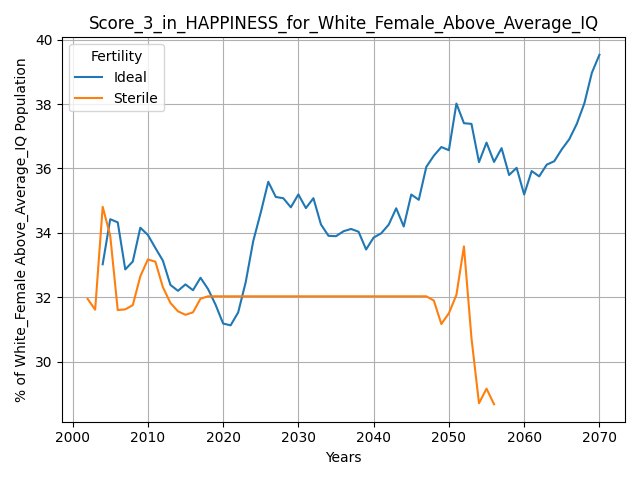 Score_3_in_HAPPINESS_for_White_Female_Above_Average_IQ
Fertility
Ideal
Sterile
% of White_Female Above_Average_IQ Population
40
38
36
34
32
30
2000 2010 2020 2030 2040 2050 2060 2070
Years